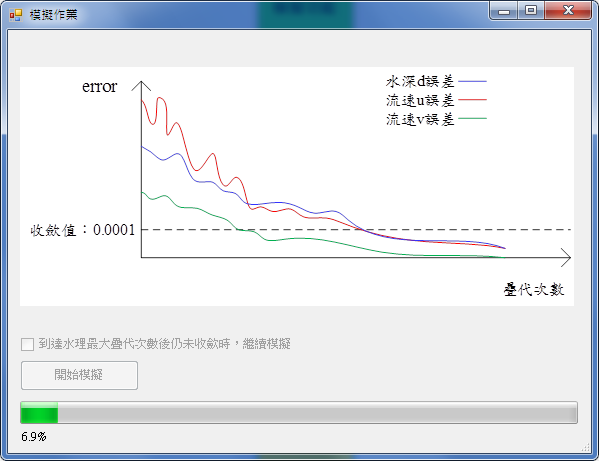 模擬作業
error
水深d誤差
流速u誤差
流速v誤差
收斂值：0.0001
疊代次數
到達水理最大疊代次數後仍未收斂時，繼續模擬
開始模擬
6.9%